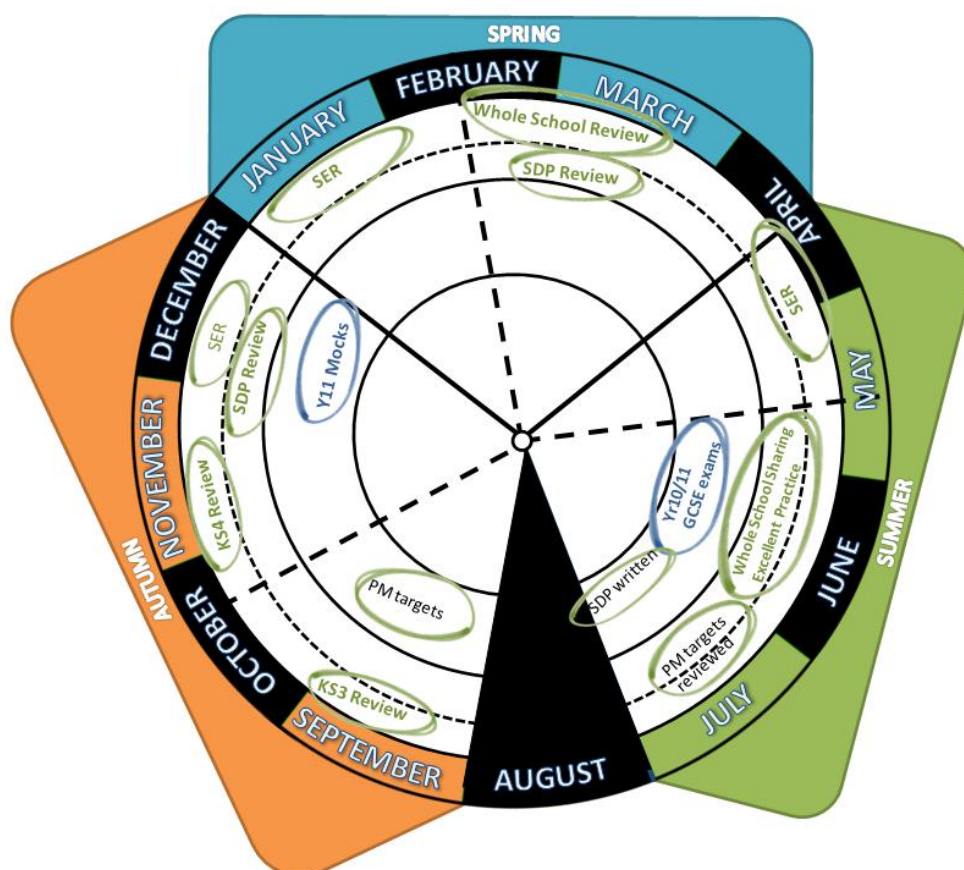 SPRING
FEBRUARY
MARCH
JANUARY
APRIL
Whole School Review
SER
SDP Review
DECEMBER
SER
SER
SDP Review
Y11 Mocks
MAY
NOVEMBER
KS4 Review
Yr10/11
GCSE exams
Whole School Sharing
Excellent Practice
SUMMER
JUNE
AUTUMN
OCTOBER
PM targets
SDP written
PM targets
reviewed
KS3 Review
SEPTEMBER
JULY
AUGUST